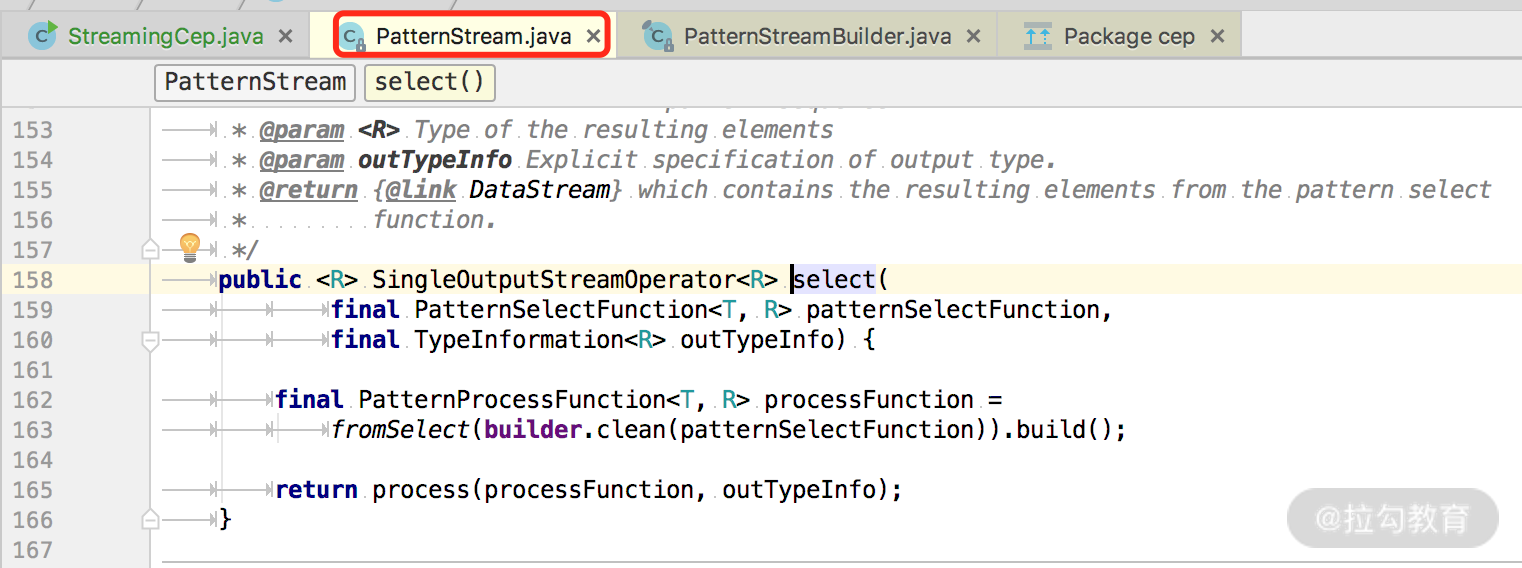 StreamingCep.java × PatternStream.java × PatternStreamBuilder.java × Package cep ×
PatternStream select()
153 * @param <R> Type of the resulting elements
154 * @param outTypeInfo Explicit specification of output type.
155 * @return {@link DataStream} which contains the resulting elements from the pattern select
156 * function.
157 */
158 public <R> SingleOutputStreamOperator<R> select(
159 final PatternSelectFunction<T, R> patternSelectFunction,
160 final TypeInformation<R> outTypeInfo) {
161
162 final PatternProcessFunction<T, R> processFunction =
163 fromSelect(builder.clean(patternSelectFunction)).build();
164
165 return process(processFunction, outTypeInfo);
166 }
167
@拉勾教育